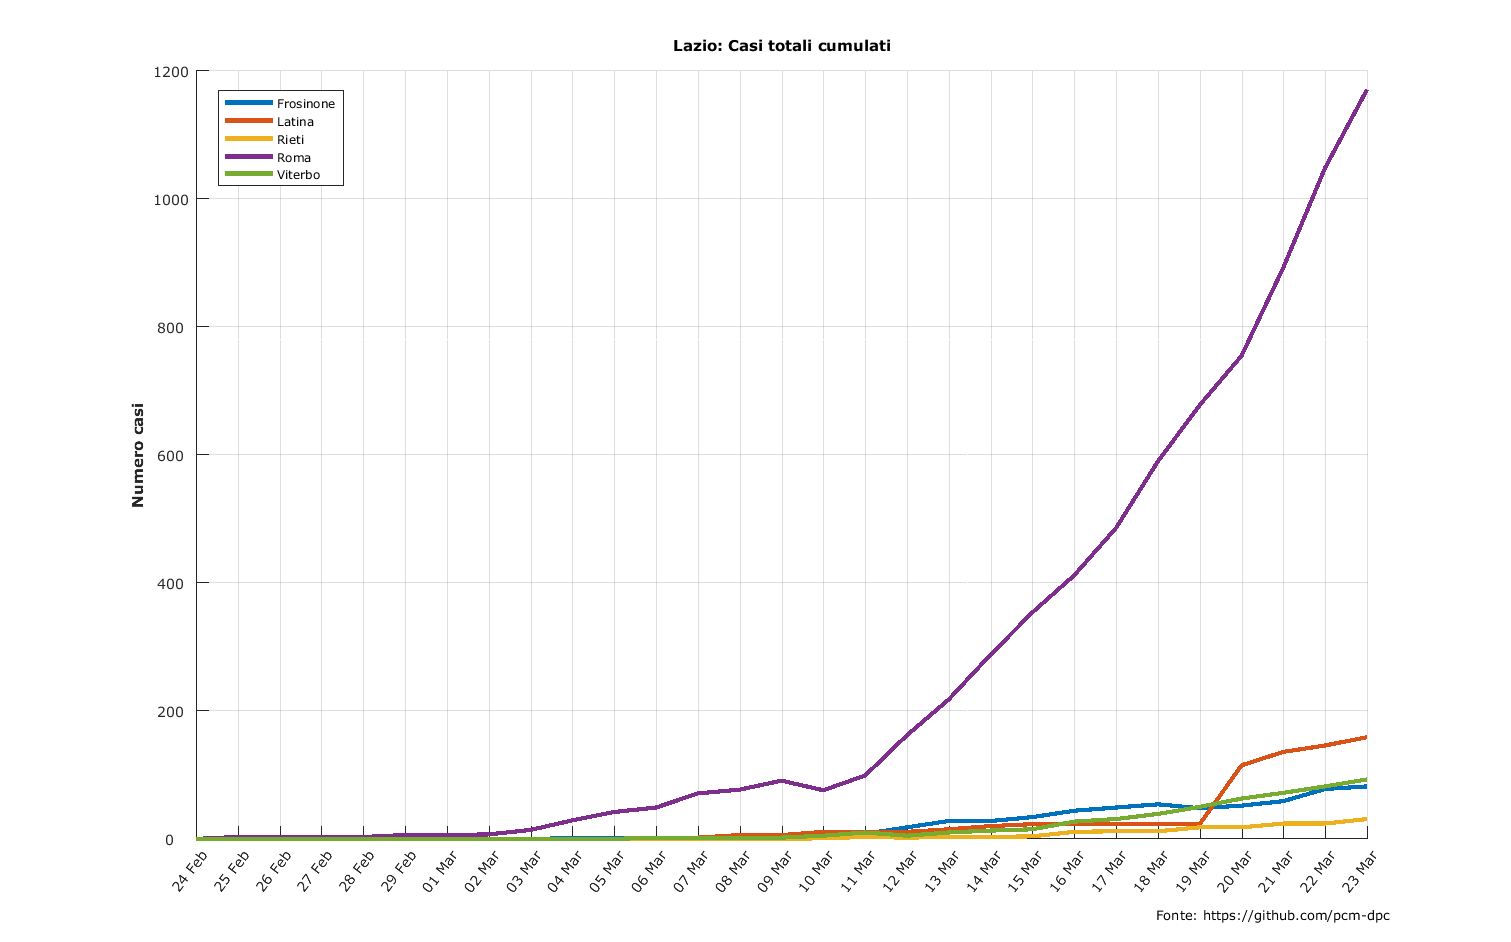 Lazio: Casi totali cumulati
1200
1000
800
600
400
200
0
Numero casi
Frosinone
Latina
Rieti
Roma
Viterbo
24 Feb
25 Feb
26 Feb
27 Feb
28 Feb
29 Feb
01 Mar
02 Mar
03 Mar
04 Mar
05 Mar
06 Mar
07 Mar
08 Mar
09 Mar
10 Mar
11 Mar
12 Mar
13 Mar
14 Mar
15 Mar
16 Mar
17 Mar
18 Mar
19 Mar
20 Mar
21 Mar
22 Mar
23 Mar
Fonte: https://github.com/pcm-dpc